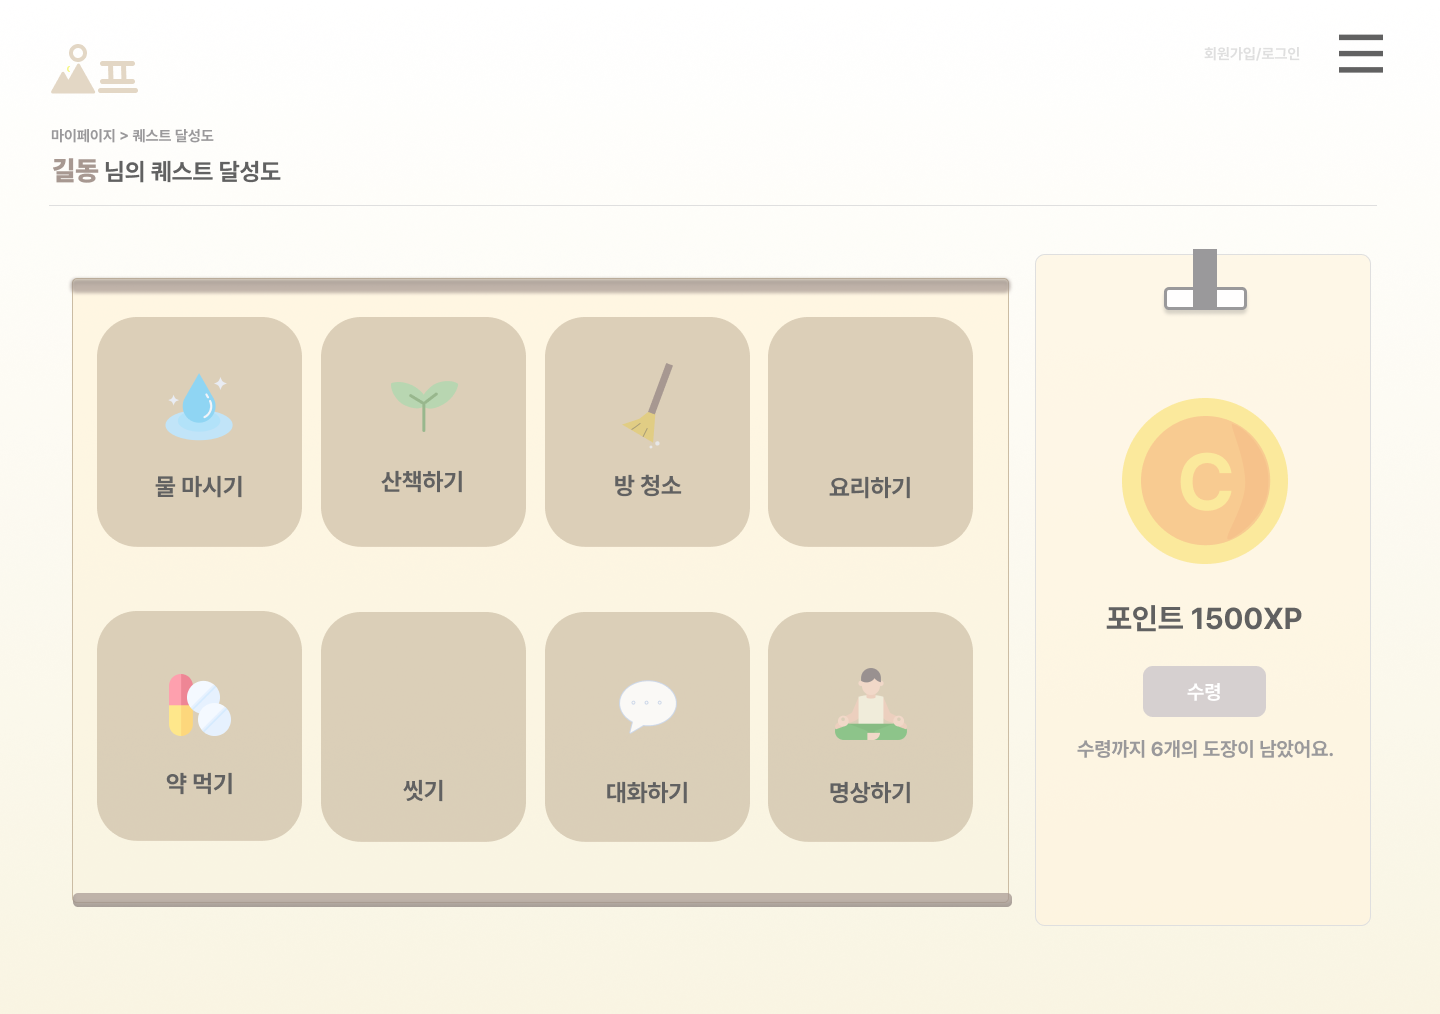 프
회원가입/로그인
마이페이지 > 퀘스트 달성도
길동 님의 퀘스트 달성도
물 마시기
산책하기
방 청소
요리하기
약 먹기
씻기
대화하기
명상하기
C
포인트 1500XP
수령
수령까지 6개의 도장이 남았어요.